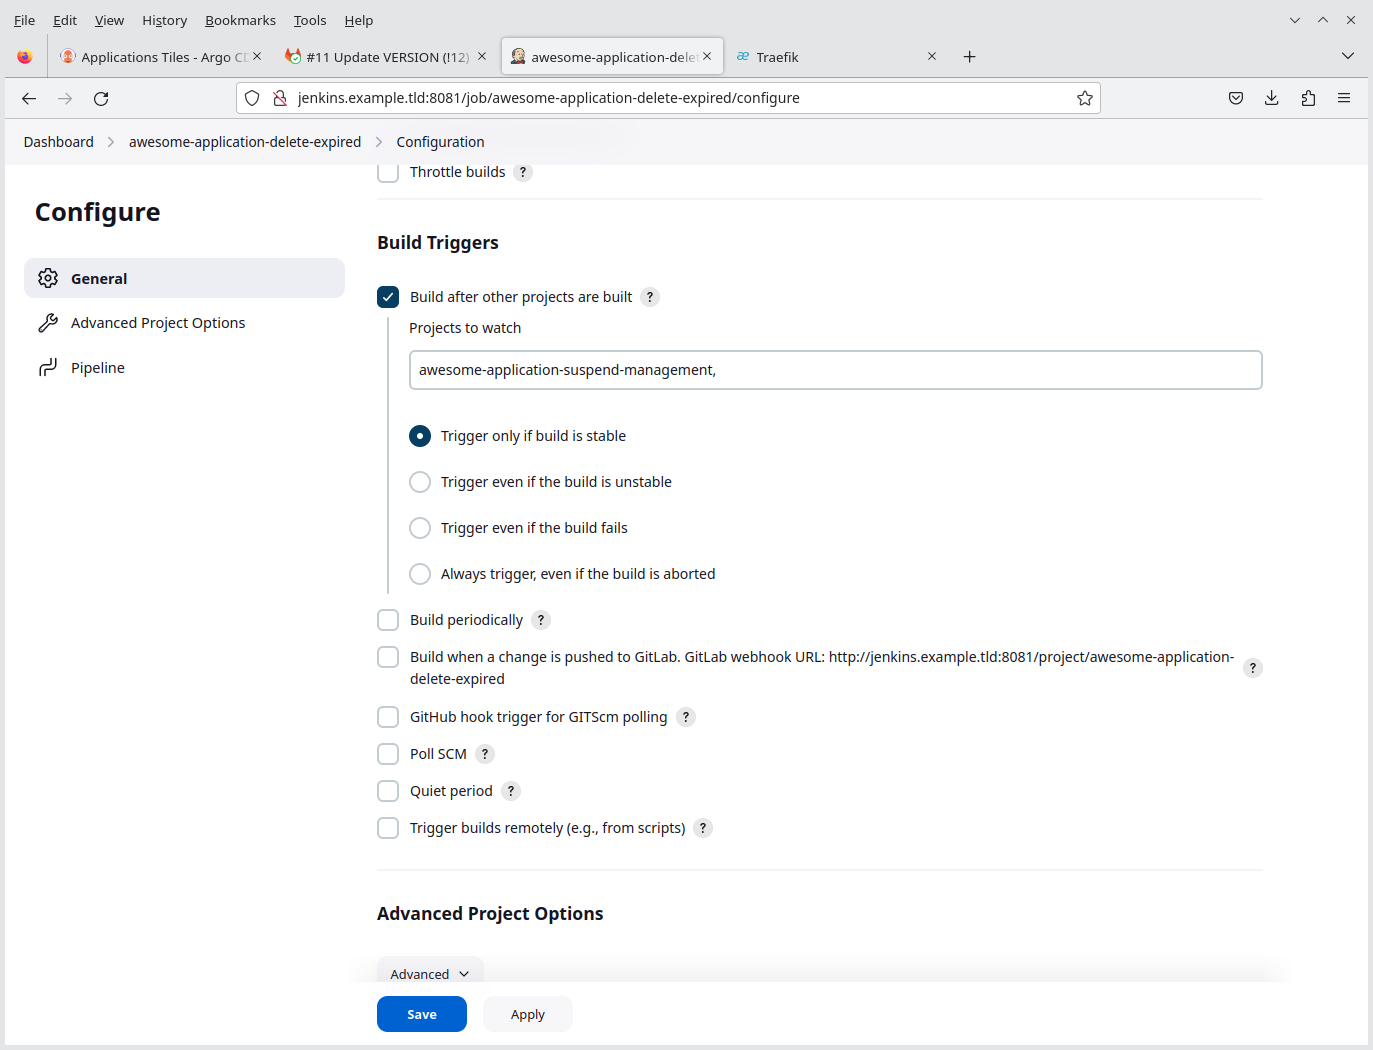 File Edit View History Bookmarks Tools Help
Applications Tiles - Argo CD
#11 Update VERSION (!12)
awesome-application-delet
Traefik
jenkins.example.tld:8081/job/awesome-application-delete-expired/configure
Dashboard > awesome-application-delete-expired > Configuration
Configure
General
Advanced Project Options
Pipeline
Throttle builds ?
Build Triggers
Build after other projects are built ?
Projects to watch
awesome-application-suspend-management,
Trigger only if build is stable
Trigger even if the build is unstable
Trigger even if the build fails
Always trigger, even if the build is aborted
Build periodically ?
Build when a change is pushed to GitLab. GitLab webhook URL: http://jenkins.example.tld:8081/project/awesome-application-
delete-expired ?
GitHub hook trigger for GITScm polling ?
Poll SCM ?
Quiet period ?
Trigger builds remotely (e.g., from scripts) ?
Advanced Project Options
Advanced
Save Apply